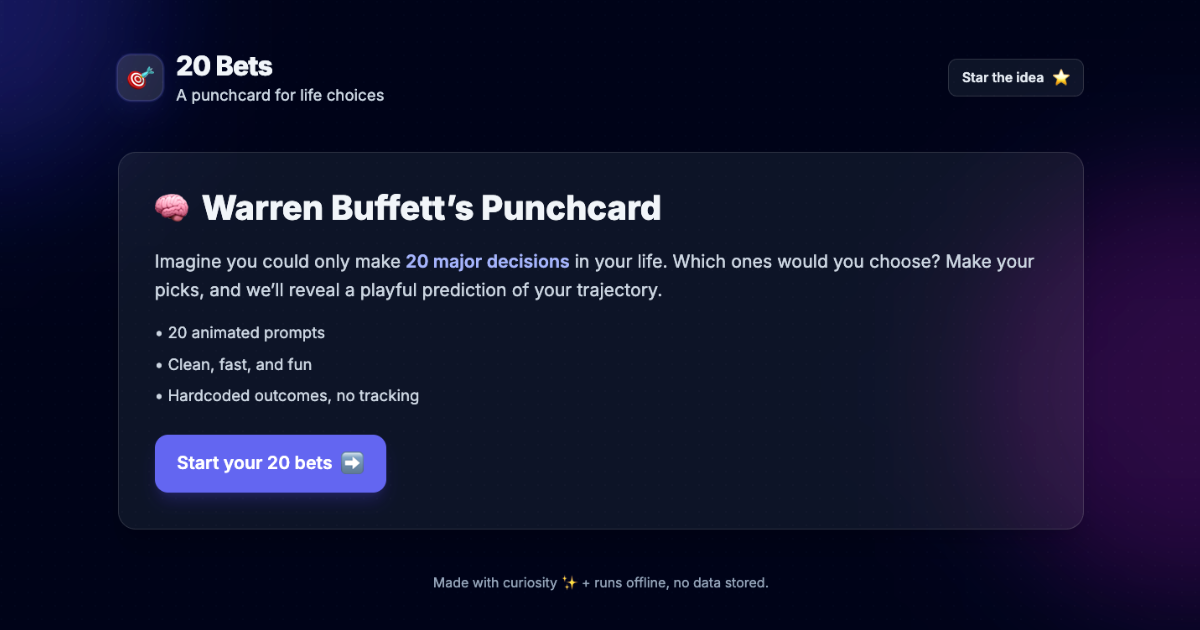 20 Bets
A punchcard for life choices
Star the idea ⭐
🧠 Warren Buffett’s Punchcard
Imagine you could only make 20 major decisions in your life. Which ones would you choose? Make your
picks, and we’ll reveal a playful prediction of your trajectory.
• 20 animated prompts
• Clean, fast, and fun
• Hardcoded outcomes, no tracking
Start your 20 bets ➡️
Made with curiosity ✨ + runs offline, no data stored.